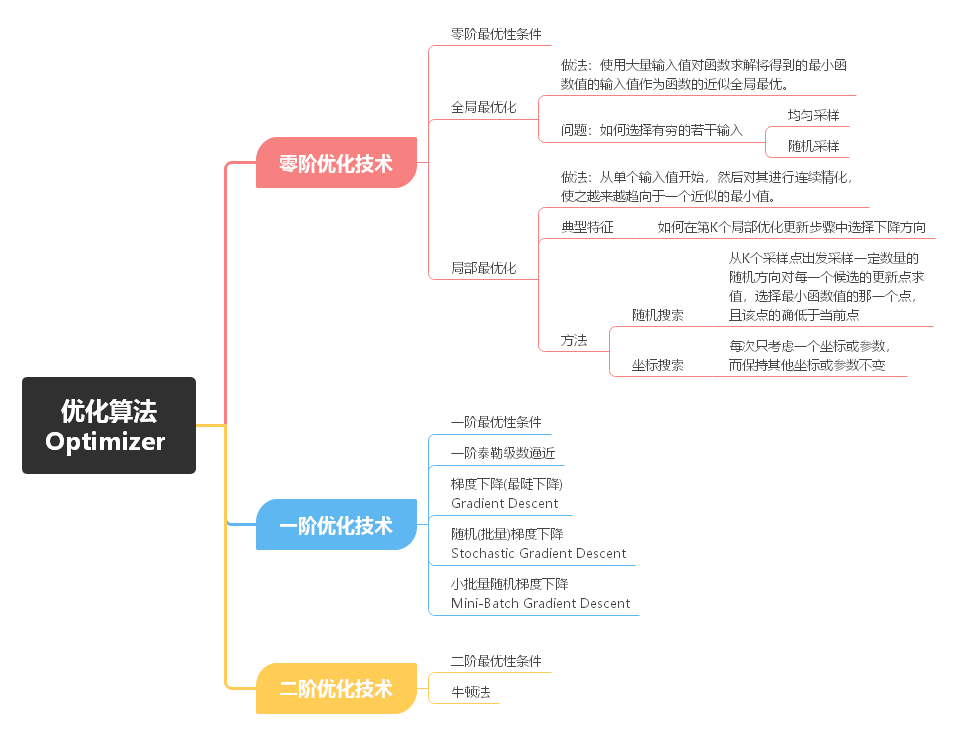 优化算法
Optimizer
零阶优化技术
零阶最优性条件
全局最优化
做法：使用大量输入值对函数求解将得到的最小函
数值的输入值作为函数的近似全局最优。
问题：如何选择有穷的若干输入
均匀采样
随机采样
局部最优化
做法：从单个输入值开始，然后对其进行连续精化，
使之越来越趋向于一个近似的最小值。
典型特征
如何在第K个局部优化更新步骤中选择下降方向
方法
随机搜索
从K个采样点出发采样一定数量的
随机方向对每一个候选的更新点求
值，选择最小函数值的那一个点，
且该点的确低于当前点
坐标搜索
每次只考虑一个坐标或参数，
而保持其他坐标或参数不变
一阶优化技术
一阶最优性条件
一阶泰勒级数逼近
梯度下降(最陡下降)
Gradient Descent
随机(批量)梯度下降
Stochastic Gradient Descent
小批量随机梯度下降
Mini-Batch Gradient Descent
二阶优化技术
二阶最优性条件
牛顿法